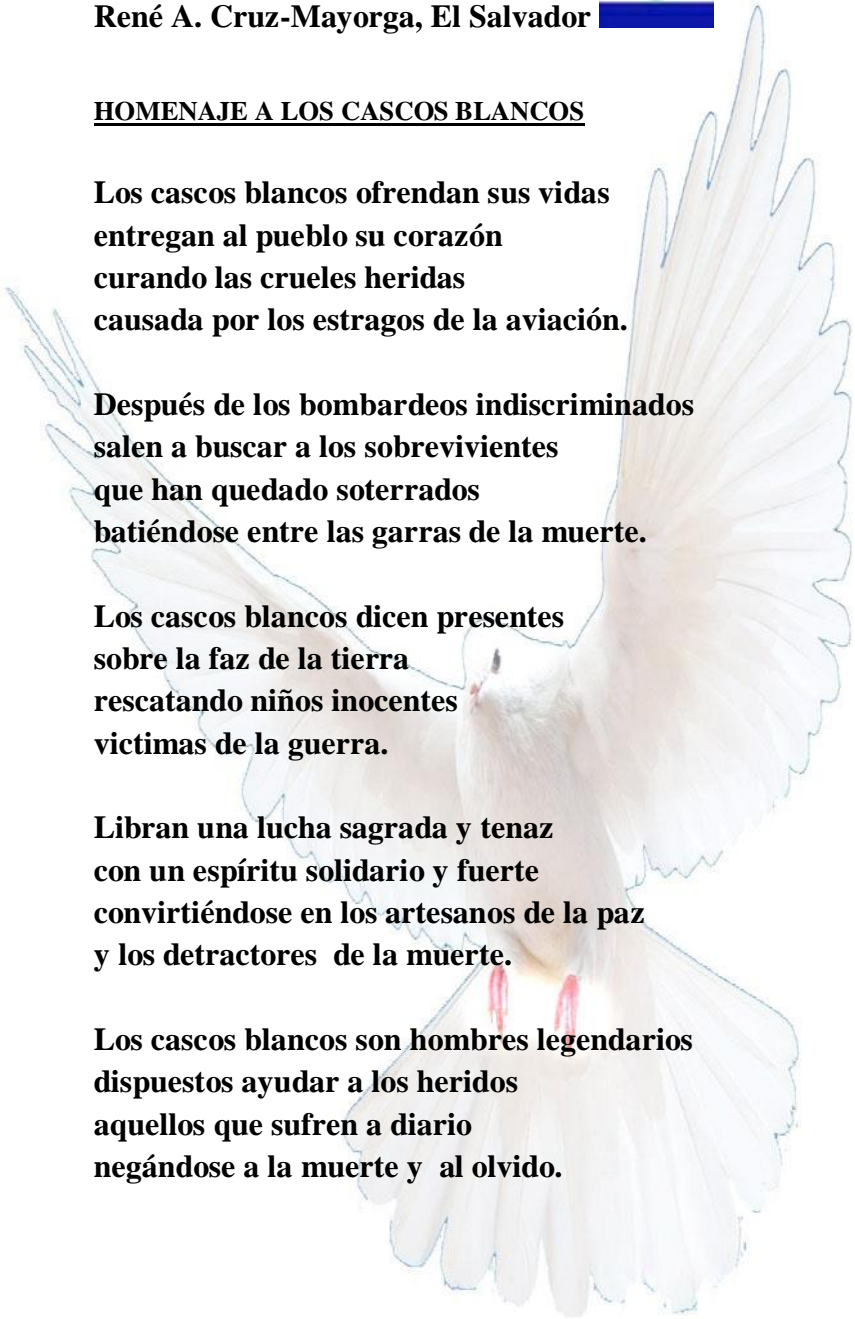 René A. Cruz-Mayorga, El Salvador
HOMENAJE A LOS CASCOS BLANCOS
Los cascos blancos ofrendan sus vidas
entregan al pueblo su corazón
curando las crueles heridas
causada por los estragos de la aviación.
Después de los bombardeos indiscriminados
salen a buscar a los sobrevivientes
que han quedado soterrados
batiéndose entre las garras de la muerte.
Los cascos blancos dicen presentes
sobre la faz de la tierra
rescatando niños inocentes
victimas de la guerra.
Libran una lucha sagrada y tenaz
con un espíritu solidario y fuerte
convirtiéndose en los artesanos de la paz
y los detractores  de la muerte.
Los cascos blancos son hombres legendarios
dispuestos ayudar a los heridos
aquellos que sufren a diario
negándose a la muerte y  al olvido.